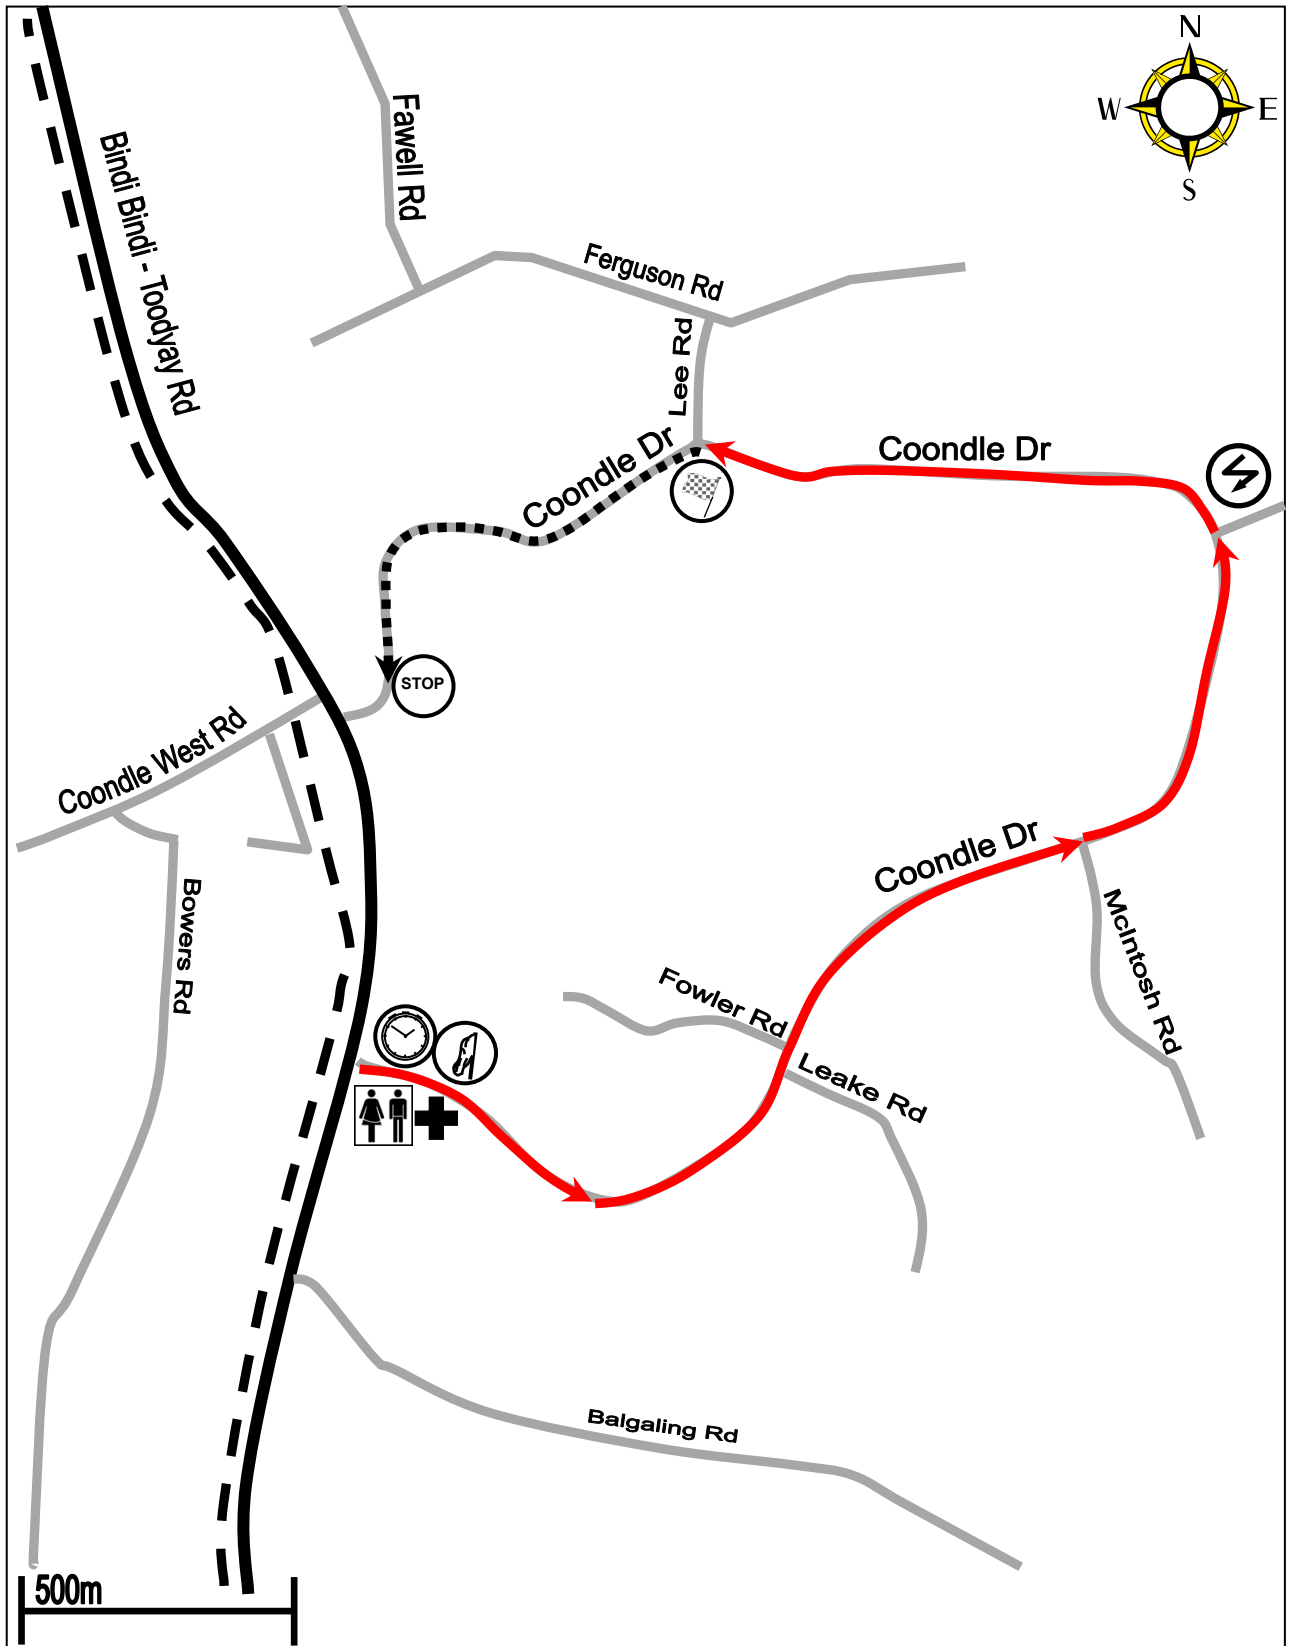 N
W
E
S
Fawell Rd
Bindi Bindi - Toodyay Rd
Ferguson Rd
Lee Rd
Coondle Dr
Coondle Dr
STOP
Coondle West Rd
Coondle Dr
Bowers Rd
McIntosh Rd
Fowler Rd
Leake Rd
Balgaling Rd
500m